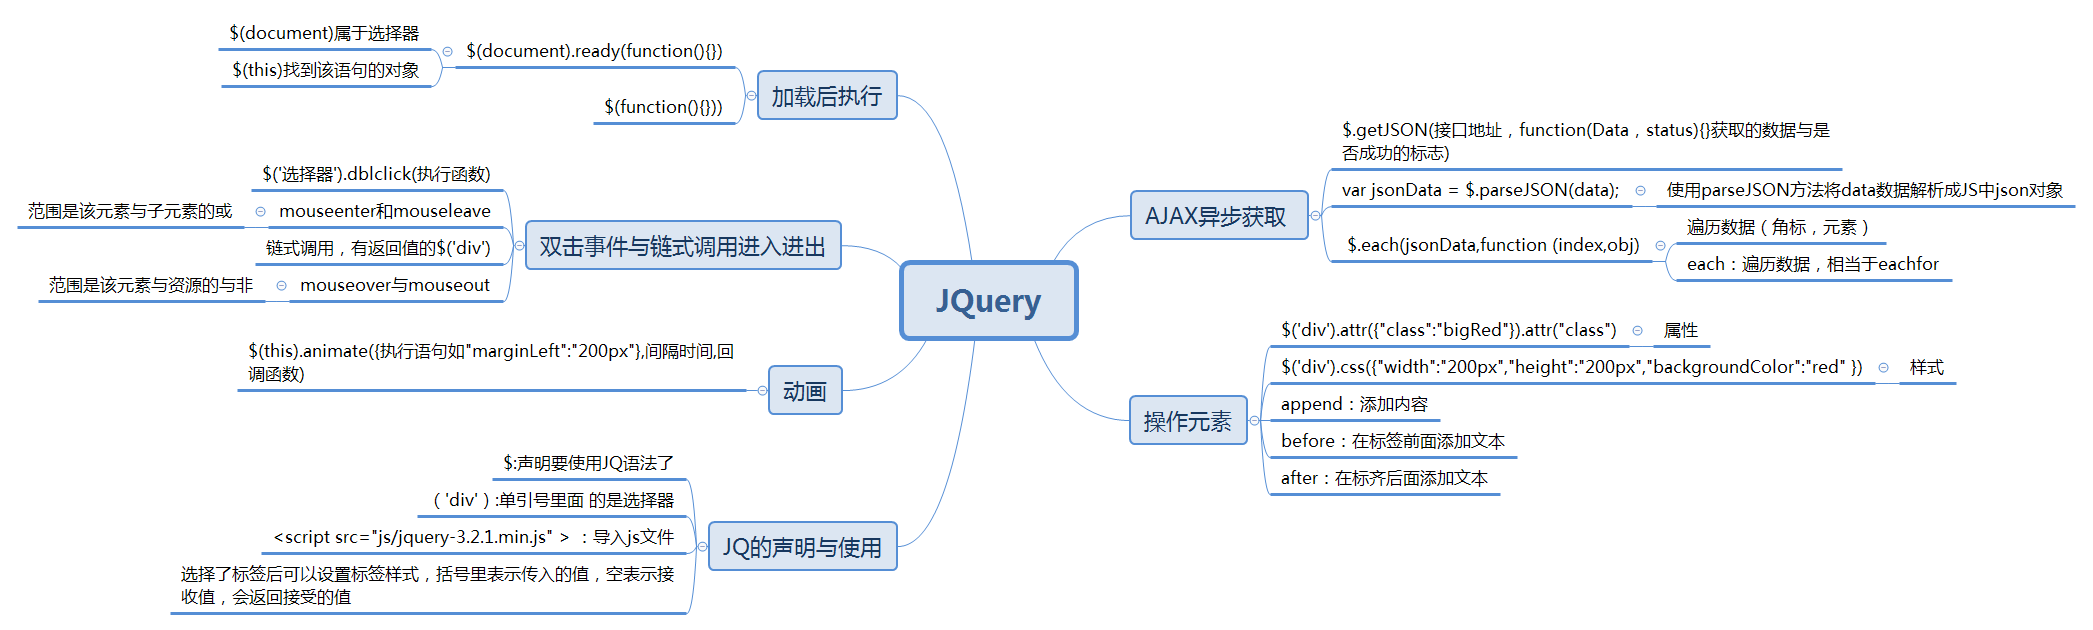 JQuery
加载后执行
$(document).ready(function(){})
$(document)属于选择器
$(this)找到该语句的对象
$(function(){}))
双击事件与链式调用进入进出
$('选择器').dblclick(执行函数)
mouseenter和mouseleave
范围是该元素与子元素的或
链式调用，有返回值的$('div')
mouseover与mouseout
范围是该元素与资源的与非
动画
$(this).animate({执行语句如"marginLeft":"200px"},间隔时间,回
调函数)
JQ的声明与使用
$:声明要使用JQ语法了
（'div'）:单引号里面 的是选择器
<script src="js/jquery-3.2.1.min.js" > ：导入js文件
选择了标签后可以设置标签样式，括号里表示传入的值，空表示接
收值，会返回接受的值
AJAX异步获取
$.getJSON(接口地址，function(Data，status){}获取的数据与是
否成功的标志)
var jsonData = $.parseJSON(data);
使用parseJSON方法将data数据解析成JS中json对象
$.each(jsonData,function (index,obj)
遍历数据（角标，元素）
each：遍历数据，相当于eachfor
操作元素
$('div').attr({"class":"bigRed"}).attr("class")
属性
$('div').css({"width":"200px","height":"200px","backgroundColor":"red" })
样式
append：添加内容
before：在标签前面添加文本
after：在标齐后面添加文本